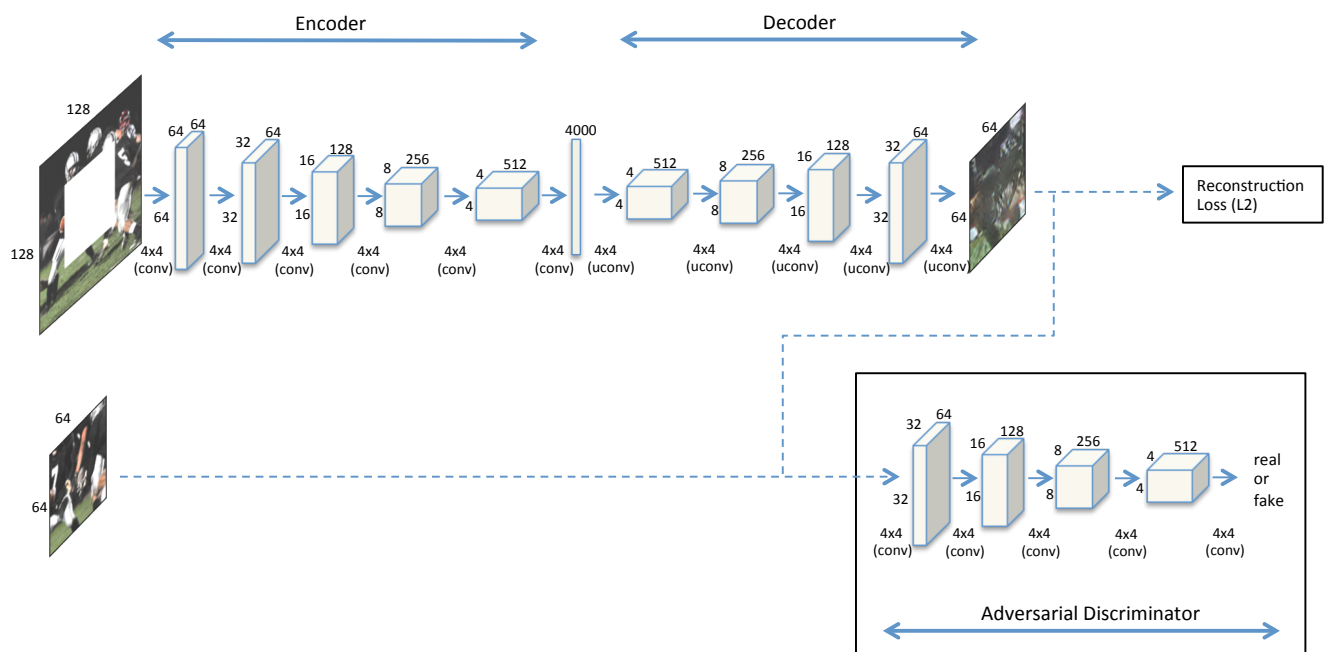 Encoder
Decoder
128
128
64 64
64
32 64
32
16 128
16
8 256
8
4 512
4
4000
4 512
4
8 256
8
16 128
16
32 64
32
64
64
4x4 (conv)
4x4 (conv)
4x4 (conv)
4x4 (conv)
4x4 (conv)
4x4 (conv)
4x4 (uconv)
4x4 (uconv)
4x4 (uconv)
4x4 (uconv)
4x4 (uconv)
Reconstruction
Loss (L2)
64
64
32 64
32
16 128
16
8 256
8
4 512
4
real
or
fake
4x4 (conv)
4x4 (conv)
4x4 (conv)
4x4 (conv)
4x4 (conv)
Adversarial Discriminator